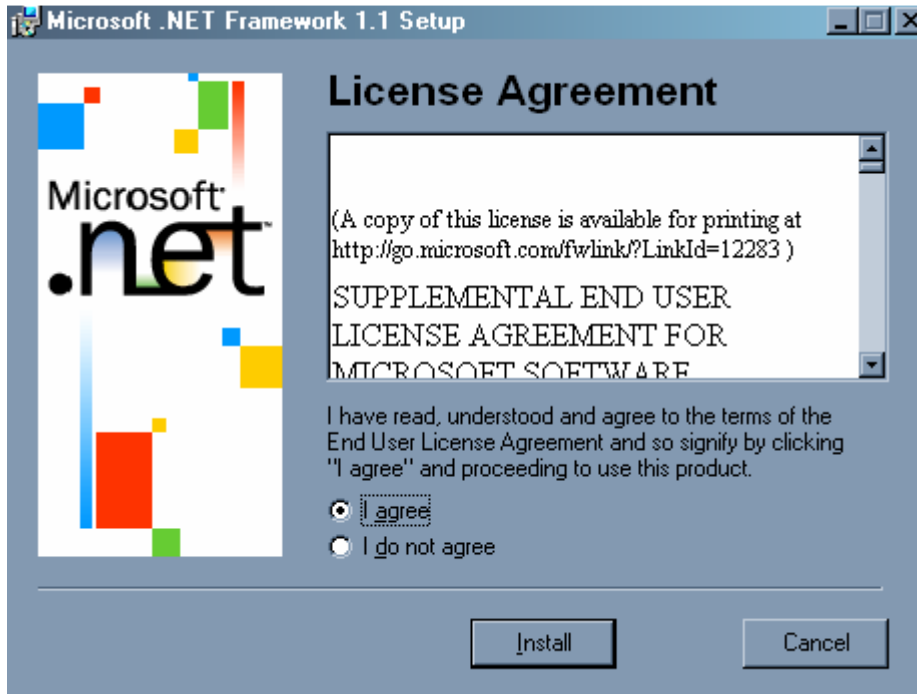 Microsoft .NET Framework 1.1 Setup
License Agreement
Microsoft®
.net™
(A copy of this license is available for printing at
http://go.microsoft.com/fwlink/?LinkId=12283 )
SUPPLEMENTAL END USER
LICENSE AGREEMENT FOR
MICROSOFT SOFTWARE
I have read, understood and agree to the terms of the
End User License Agreement and so signify by clicking
"I agree" and proceeding to use this product.
I agree
I do not agree
Install
Cancel